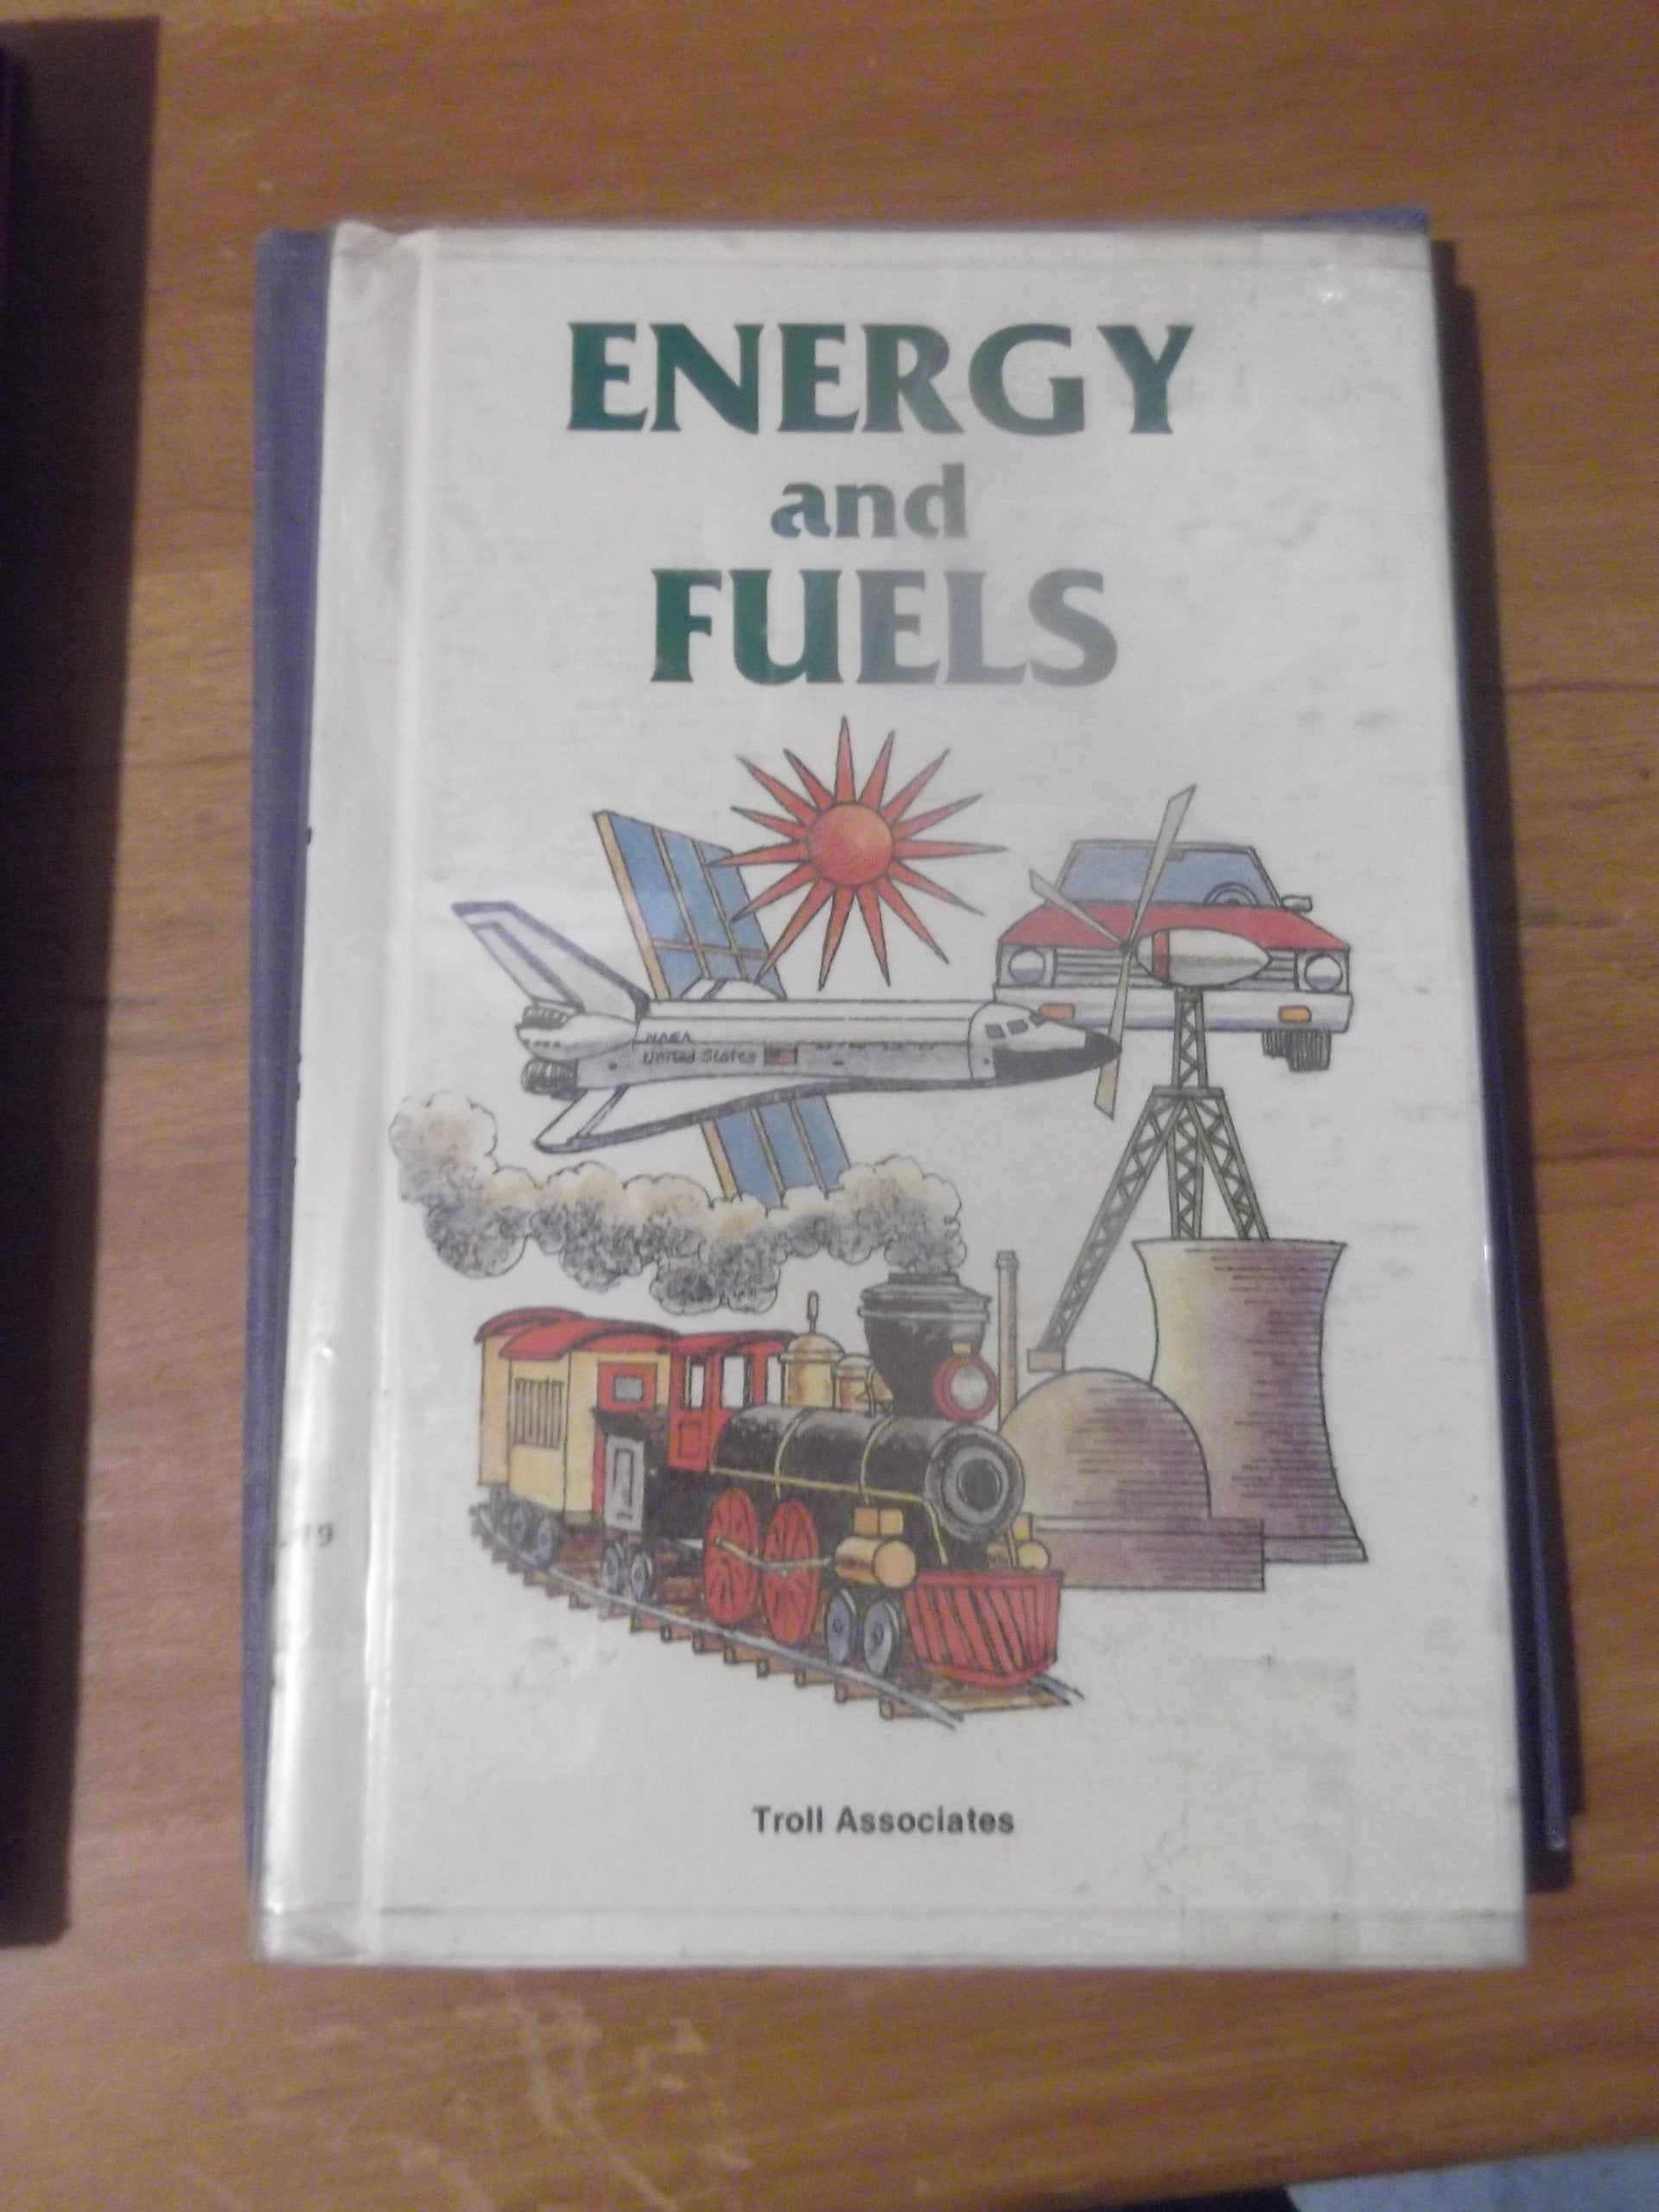 ENERGY
and
FUELS
NASA
United States
Troll Associates